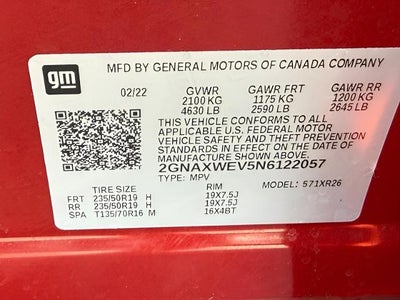 gm
MFD BY GENERAL MOTORS OF CANADA COMPANY
02/22 GVWR GAWR FRT GAWR RR
2100 KG 1175 KG 1200 KG
4630 LB 2590 LB 2645 LB
THIS VEHICLE CONFORMS TO ALL
APPLICABLE U.S. FEDERAL MOTOR
VEHICLE SAFETY AND THEFT PREVENTION
STANDARDS IN EFFECT ON THE DATE OF
MANUFACTURE SHOWN ABOVE.
2GNAXWEV5N6122057
TYPE: MPV MODEL: 571XR26
TIRE SIZE RIM
FRT 235/50R19 H 19X7.5J
RR 235/50R19 H 19X7.5J
SPA T135/70R16 M 16X4BT